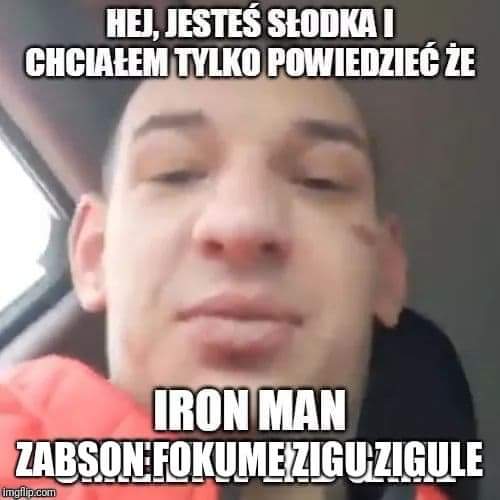 HEJ, JESTEŚ SŁODKA I
CHCIAŁEM TYLKO POWIEDZIEĆ ŻE
IRON MAN
ZABSON FOKUME ZIGU ZIGULE
imgflip.com